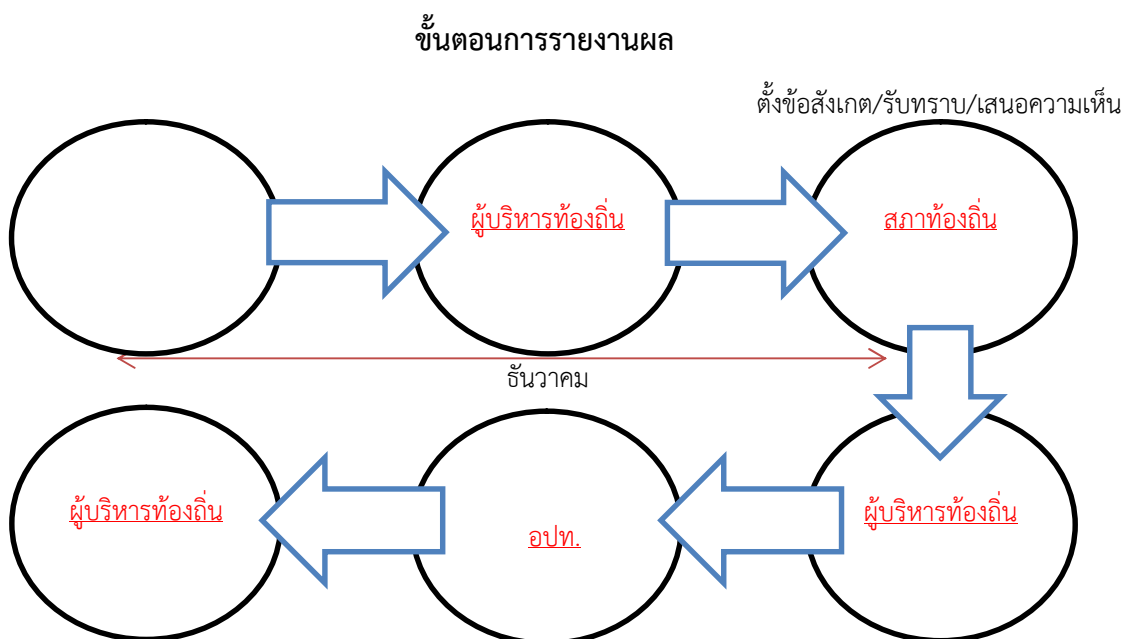 ขั้นตอนการรายงานผล
ตั้งข้อสังเกต/รับทราบ/เสนอความเห็น
ผู้บริหารท้องถิ่น
สภาท้องถิ่น
ธันวาคม
ผู้บริหารท้องถิ่น
อปท.
ผู้บริหารท้องถิ่น